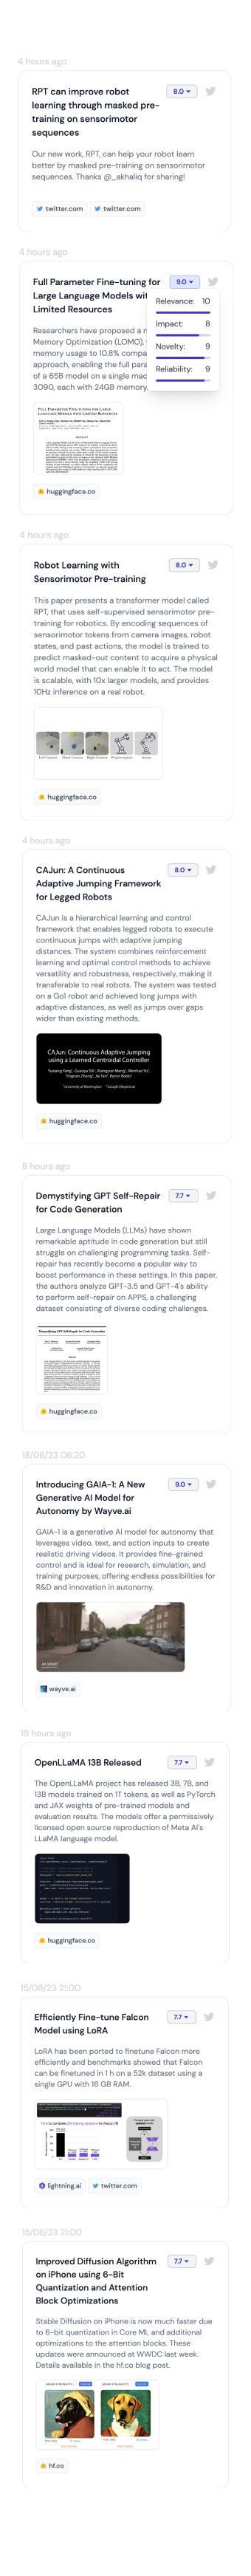 4 hours ago
RPT can improve robot
8.0
learning through masked pre-
training on sensorimotor
sequences
Our new work, RPT, can help your robot learn
better by masked pre-training on sensorimotor
sequences. Thanks @_akhaliq for sharing!
twitter.com
twitter.com
4 hours ago
Full Parameter Fine-tuning for
9.0
Large Language Models wit
Limited Resources
Relevance: 10
Impact: 8
Novelty: 9
Reliability: 9
Researchers have proposed a n
Memory Optimization (LOMO),
memory usage to 10.8% compa
approach, enabling the full para
of a 65B model on a single mac
3090, each with 24GB memory.
FULL PARAMETER FINE-TUNING FOR LARGE
LANGUAGE MODELS WITH LIMITED RESOURCES
ABSTRACT
huggingface.co
4 hours ago
Robot Learning with
8.0
Sensorimotor Pre-training
This paper presents a transformer model called
RPT, that uses self-supervised sensorimotor pre-
training for robotics. By encoding sequences of
sensorimotor tokens from camera images, robot
states, and past actions, the model is trained to
predict masked-out content to acquire a physical
world model that can enable it to act. The model
is scalable, with 10x larger models, and provides
10Hz inference on a real robot.
Left Camera Hand Camera Right Camera Proprioception Action
huggingface.co
4 hours ago
CAJun: A Continuous
8.0
Adaptive Jumping Framework
for Legged Robots
CAJun is a hierarchical learning and control
framework that enables legged robots to execute
continuous jumps with adaptive jumping
distances. The system combines reinforcement
learning and optimal control methods to achieve
versatility and robustness, respectively, making it
transferable to real robots. The system was tested
on a Go1 robot and achieved long jumps with
adaptive distances, as well as jumps over gaps
wider than existing methods.
CAJun: Continuous Adaptive Jumping
using a Learned Centroidal Controller
huggingface.co
8 hours ago
Demystifying GPT Self-Repair
7.7
for Code Generation
Large Language Models (LLMs) have shown
remarkable aptitude in code generation but still
struggle on challenging programming tasks. Self-
repair has recently become a popular way to
boost performance in these settings. In this paper,
the authors analyze GPT-3.5 and GPT-4's ability
to perform self-repair on APPS, a challenging
dataset consisting of diverse coding challenges.
Demystifying GPT Self-Repair for Code Generation
huggingface.co
18/06/23 06:20
Introducing GAIA-1: A New
9.0
Generative AI Model for
Autonomy by Wayve.ai
GAIA-1 is a generative AI model for autonomy that
leverages video, text, and action inputs to create
realistic driving videos. It provides fine-grained
control and is ideal for research, simulation, and
training purposes, offering endless possibilities for
R&D and innovation in autonomy.
wayve.ai
19 hours ago
OpenLLaMA 13B Released
7.7
The OpenLLaMA project has released 3B, 7B, and
13B models trained on 1T tokens, as well as PyTorch
and JAX weights of pre-trained models and
evaluation results. The models offer a permissively
licensed open source reproduction of Meta AI's
LLaMA language model.
huggingface.co
15/06/23 21:00
Efficiently Fine-tune Falcon
7.7
Model using LoRA
LoRA has been ported to finetune Falcon more
efficiently and benchmarks showed that Falcon
can be finetuned in 1 h on a 52k dataset using a
single GPU with 16 GB RAM.
lightning.ai
twitter.com
15/06/23 21:00
Improved Diffusion Algorithm
7.7
on iPhone using 6-Bit
Quantization and Attention
Block Optimizations
Stable Diffusion on iPhone is now much faster due
to 6-bit quantization in Core ML and additional
optimizations to the attention blocks. These
updates were announced at WWDC last week.
Details available in the hf.co blog post.
hf.co